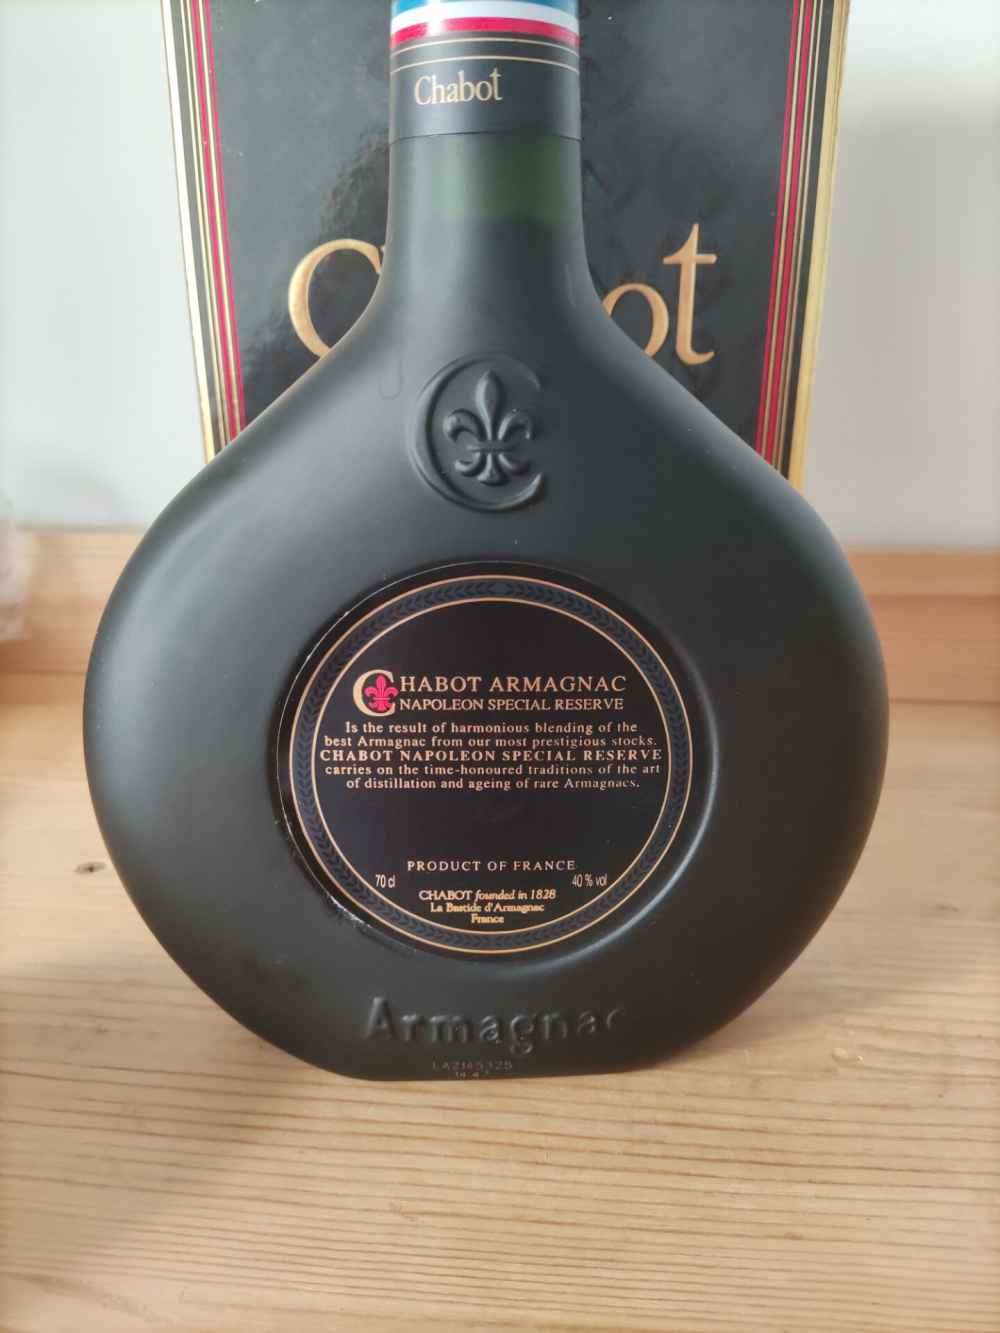 Chabot
CHABOT ARMAGNAC
NAPOLEON SPECIAL RESERVE
Is the result of harmonious blending of the
best Armagnac from our most prestigious stocks.
CHABOT NAPOLEON SPECIAL RESERVE
carries on the time-honoured traditions of the art
of distillation and ageing of rare Armagnacs.
PRODUCT OF FRANCE
70 cl 40 % vol
CHABOT founded in 1828
La Bastide d'Armagnac
France
Armagnac